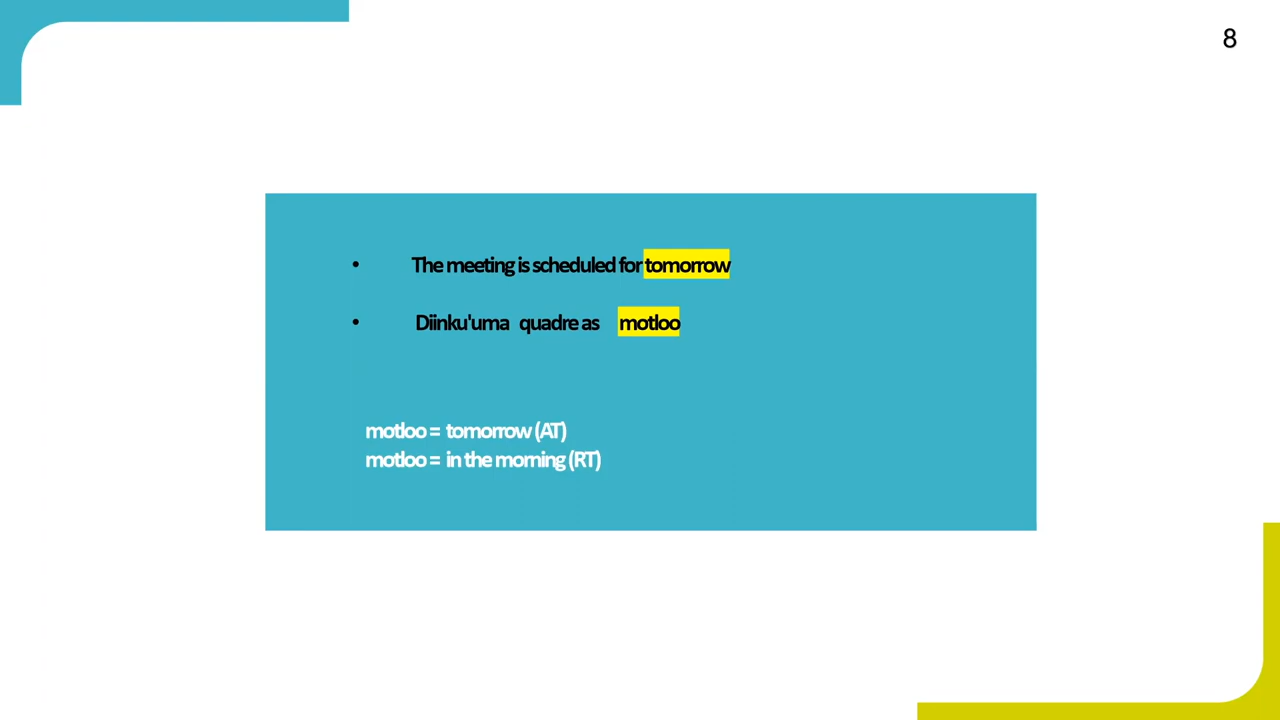 8
• The meeting is scheduled for tomorrow
• Diinku'uma quadre as motloo
motloo = tomorrow (AT)
motloo = in the morning (RT)